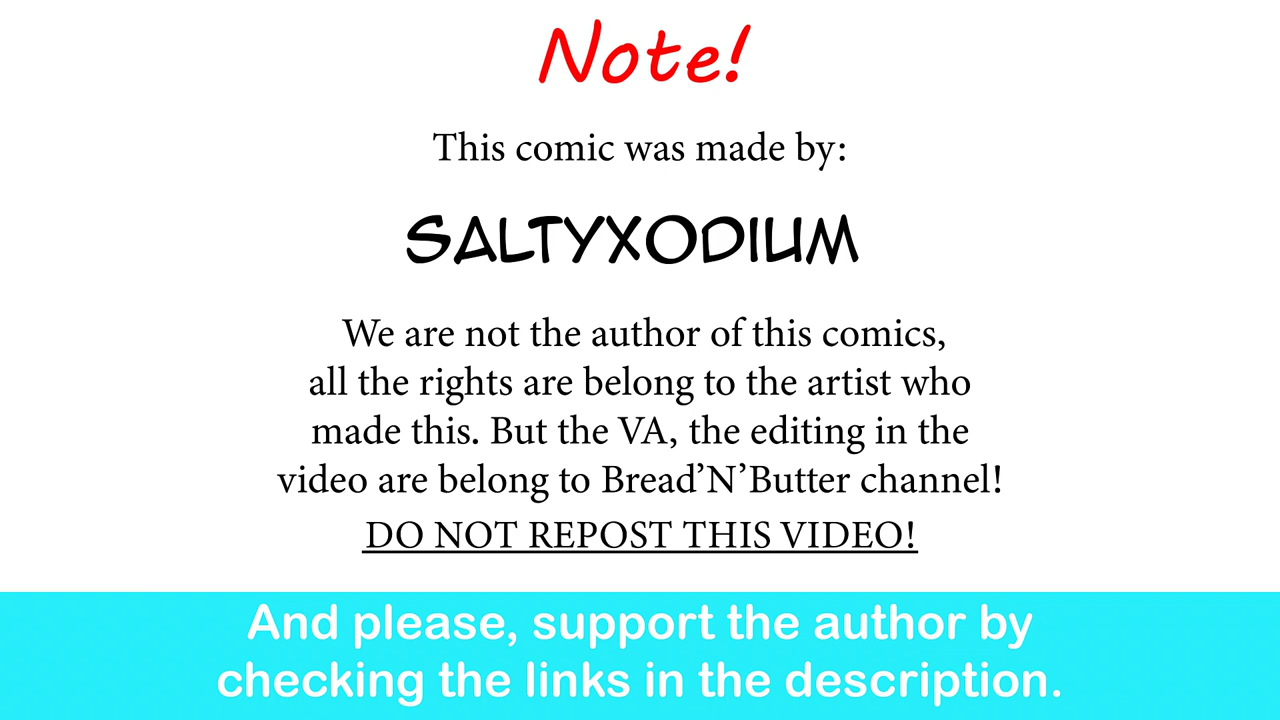 Note!
This comic was made by:
SALTYXODIUM
We are not the author of this comics,
all the rights are belong to the artist who
made this. But the VA, the editing in the
video are belong to Bread’N’Butter channel!
DO NOT REPOST THIS VIDEO!
And please, support the author by
checking the links in the description.